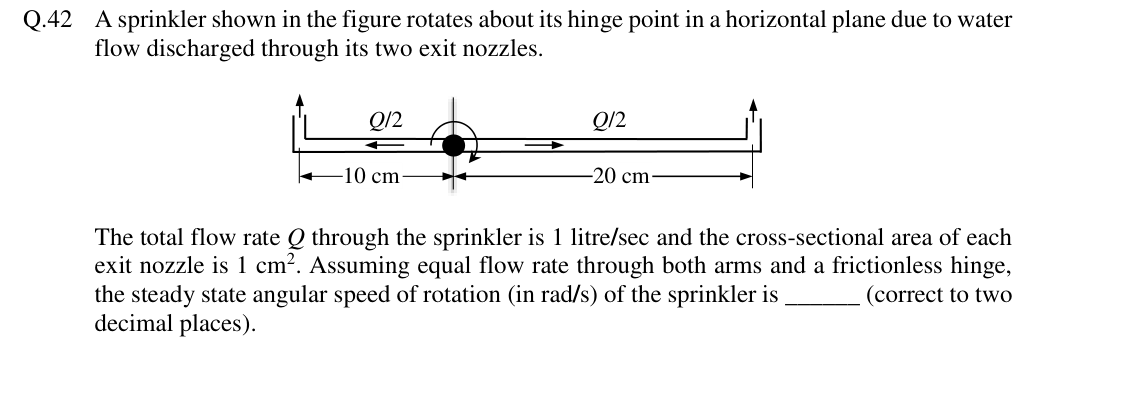 Q.42 A sprinkler shown in the figure rotates about its hinge point in a horizontal plane due to water
flow discharged through its two exit nozzles.
Q/2 Q/2
10 cm 20 cm
The total flow rate Q through the sprinkler is 1 litre/sec and the cross-sectional area of each
exit nozzle is 1 cm². Assuming equal flow rate through both arms and a frictionless hinge,
the steady state angular speed of rotation (in rad/s) of the sprinkler is ______ (correct to two
decimal places).